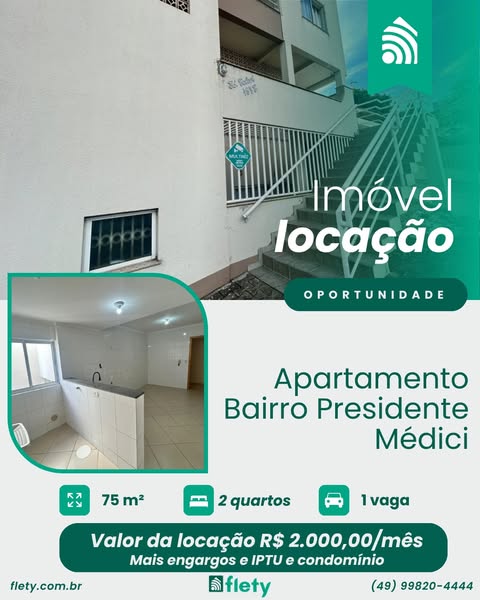 Imóvel
locação
OPORTUNIDADE
Apartamento
Bairro Presidente
Médici
75 m²
2 quartos
1 vaga
Valor da locação R$ 2.000,00/mês
Mais engargos e IPTU e condomínio
flety.com.br
flety
(49) 99820-4444